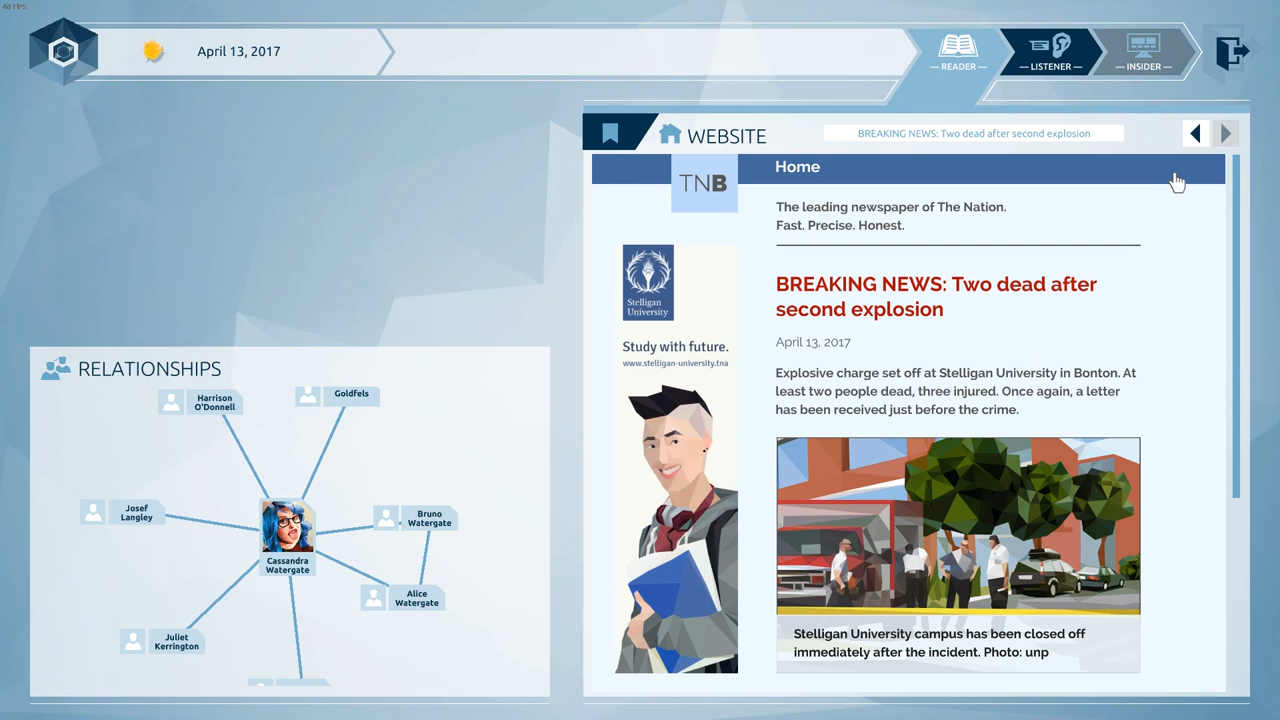 April 13, 2017
READER
LISTENER
INSIDER
WEBSITE
BREAKING NEWS: Two dead after second explosion
TNB
Home
The leading newspaper of The Nation.
Fast. Precise. Honest.
Stelligan
University
Study with future.
www.stelligan-university.tna
BREAKING NEWS: Two dead after
second explosion
April 13, 2017
Explosive charge set off at Stelligan University in Bonton. At
least two people dead, three injured. Once again, a letter
has been received just before the crime.
Stelligan University campus has been closed off
immediately after the incident. Photo: unp
RELATIONSHIPS
Harrison
O'Donnell
Goldfels
Josef
Langley
Bruno
Watergate
Cassandra
Watergate
Alice
Watergate
Juliet
Kerrington